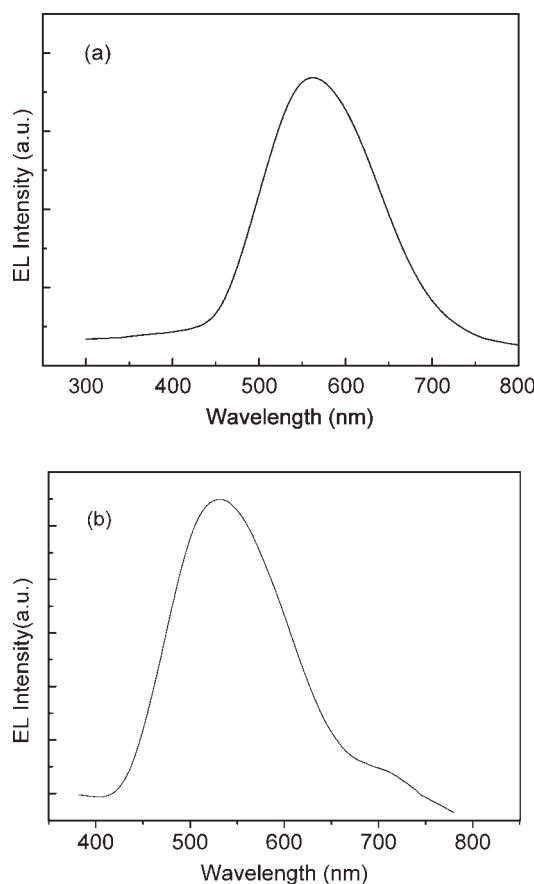 (a)
EL Intensity (a.u.)
300 400 500 600 700 800
Wavelength (nm)
(b)
EL Intensity(a.u.)
400 500 600 700 800
Wavelength (nm)